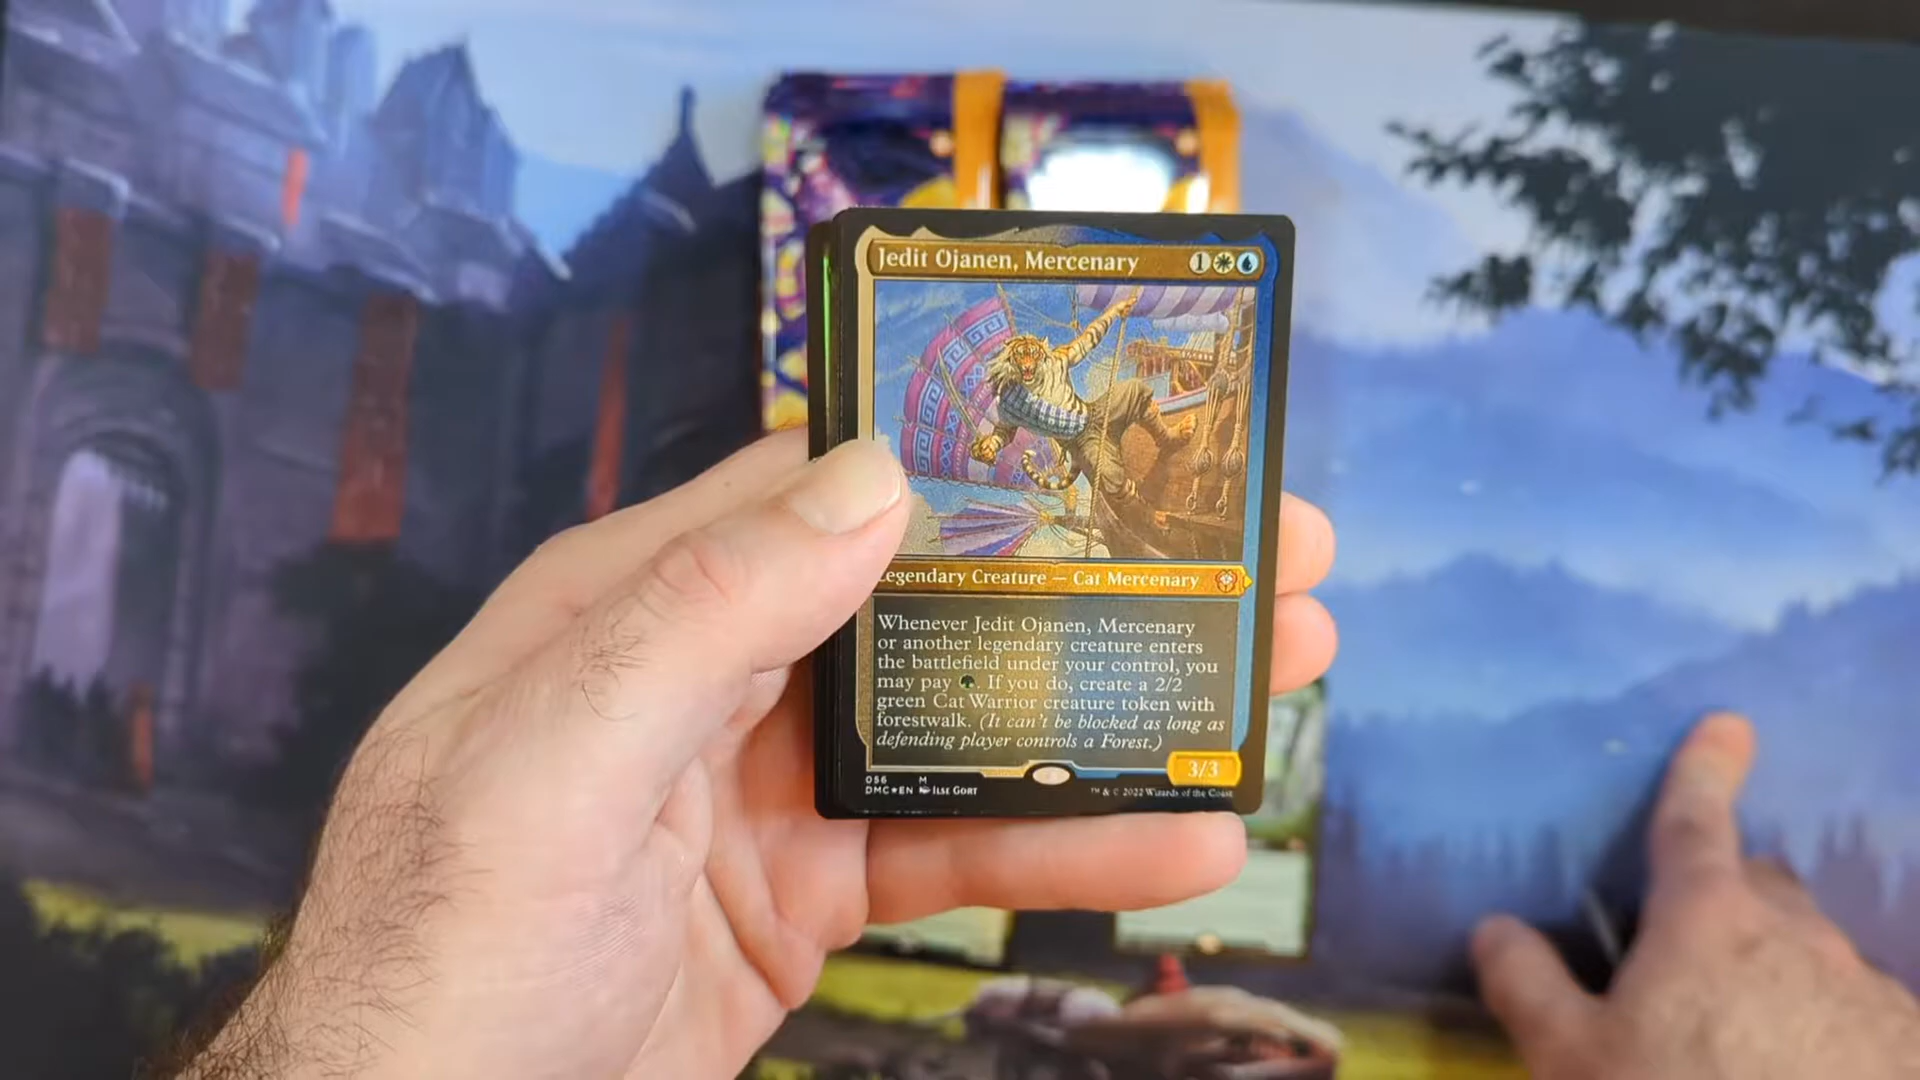 Jedit Ojanen, Mercenary 1
Legendary Creature — Cat Mercenary
Whenever Jedit Ojanen, Mercenary
or another legendary creature enters
the battlefield under your control, you
may pay . If you do, create a 2/2
green Cat Warrior creature token with
forestwalk. (It can't be blocked as long as
defending player controls a Forest.)
3/3
056 M
DMC★EN Ilse Gort
™ & © 2022 Wizards of the Coast